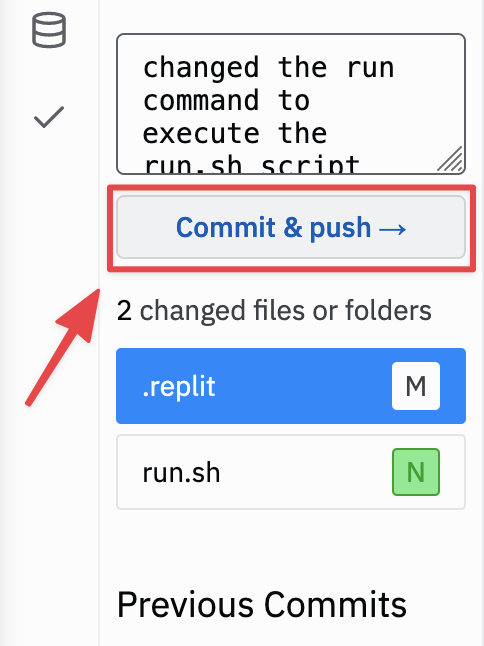 changed the run
command to
execute the
run.sh script
Commit & push →
2 changed files or folders
.replit M
run.sh N
Previous Commits